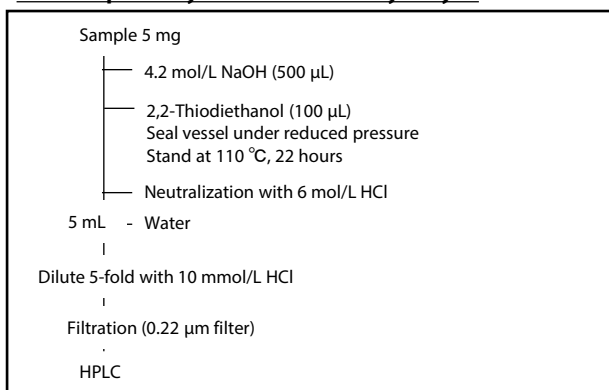 Sample 5 mg
4.2 mol/L NaOH (500 µL)
2,2-Thiodiethanol (100 µL)
Seal vessel under reduced pressure
Stand at 110 ℃, 22 hours
Neutralization with 6 mol/L HCl
5 mL - Water
Dilute 5-fold with 10 mmol/L HCl
Filtration (0.22 µm filter)
HPLC